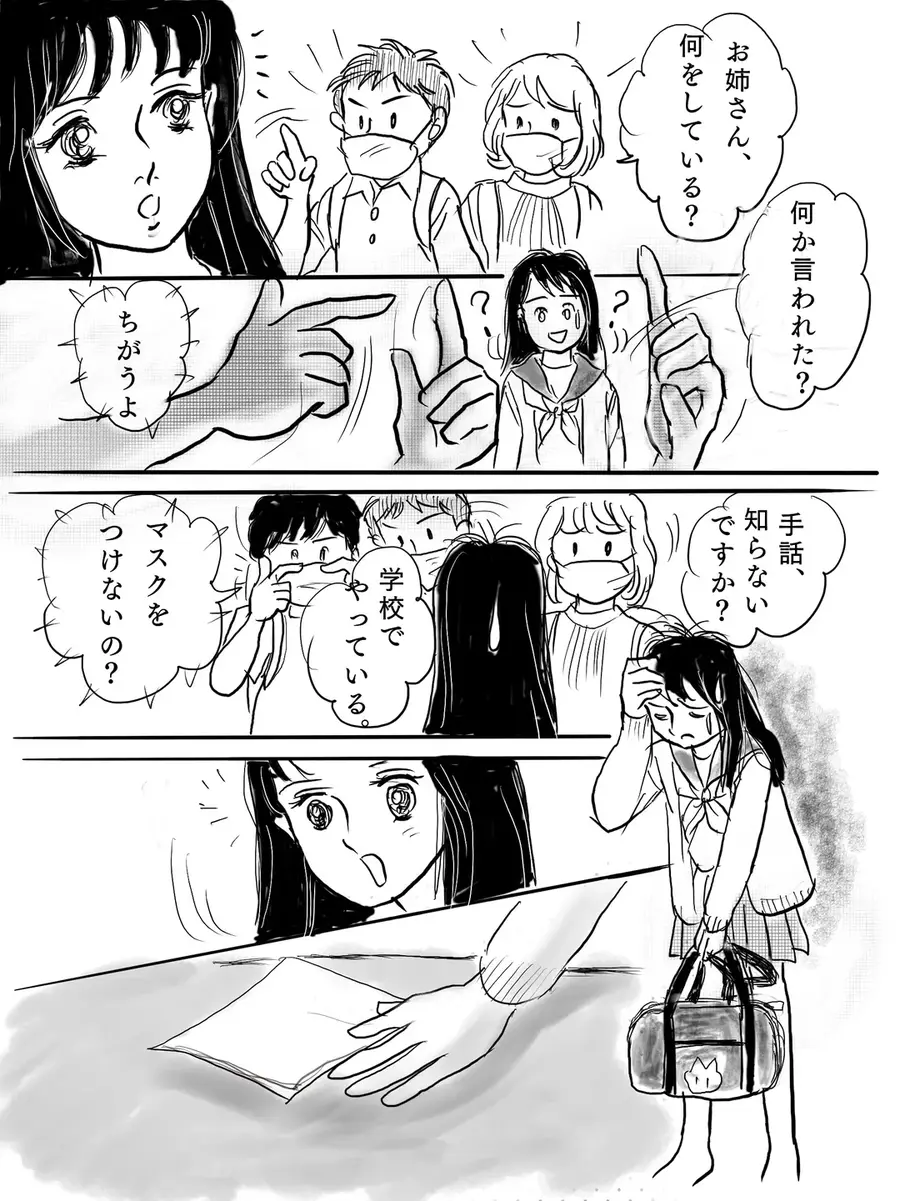 お姉さん、
何をしている?
何か言われた?
?
?
ちがうよ
手話、
知らない
ですか?
学校で
やっている。
マスクを
つけないの?